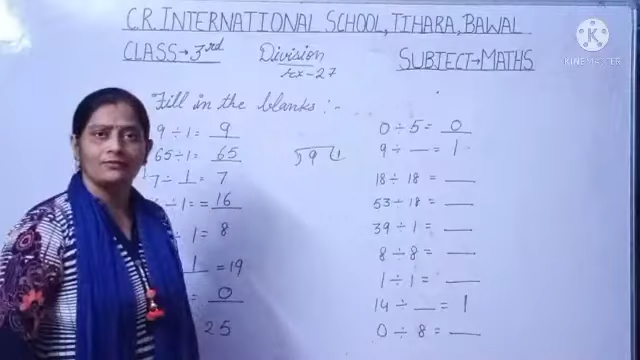 C.R. INTERNATIONAL SCHOOL, TIHARA, BAWAL
CLASS→3rd Division SUBTECT→MATHS
Ex-27
K
KINEMASTER
Fill in the blanks :-
9 ÷ 1 = 9
65 ÷ 1 = 65
7 ÷ 1 = 7
÷ 1 = 16
÷ 1 = 8
1 = 19
= 0
25
9 1
0 ÷ 5 = 0
9 ÷ __ = 1
18 ÷ 18 = __
53 ÷ 18 = __
39 ÷ 1 = __
8 ÷ 8 = __
1 ÷ 1 = __
14 ÷ __ = 1
0 ÷ 8 = __